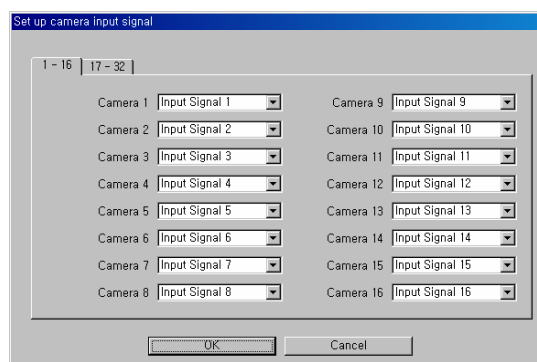 Set up camera input signal
1 - 16 17 - 32
Camera 1 Input Signal 1 Camera 9 Input Signal 9
Camera 2 Input Signal 2 Camera 10 Input Signal 10
Camera 3 Input Signal 3 Camera 11 Input Signal 11
Camera 4 Input Signal 4 Camera 12 Input Signal 12
Camera 5 Input Signal 5 Camera 13 Input Signal 13
Camera 6 Input Signal 6 Camera 14 Input Signal 14
Camera 7 Input Signal 7 Camera 15 Input Signal 15
Camera 8 Input Signal 8 Camera 16 Input Signal 16
OK Cancel